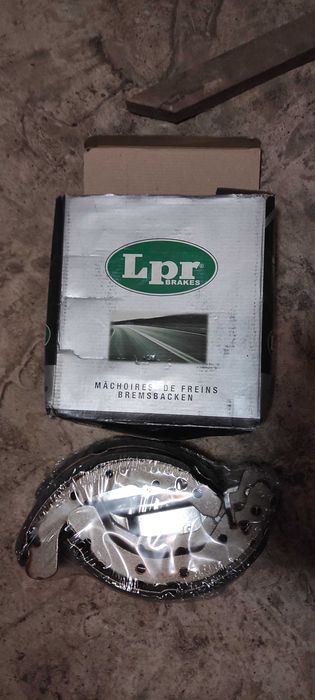 Lpr®
BRAKES
MÂCHOIRES DE FREINS
BREMSBACKEN